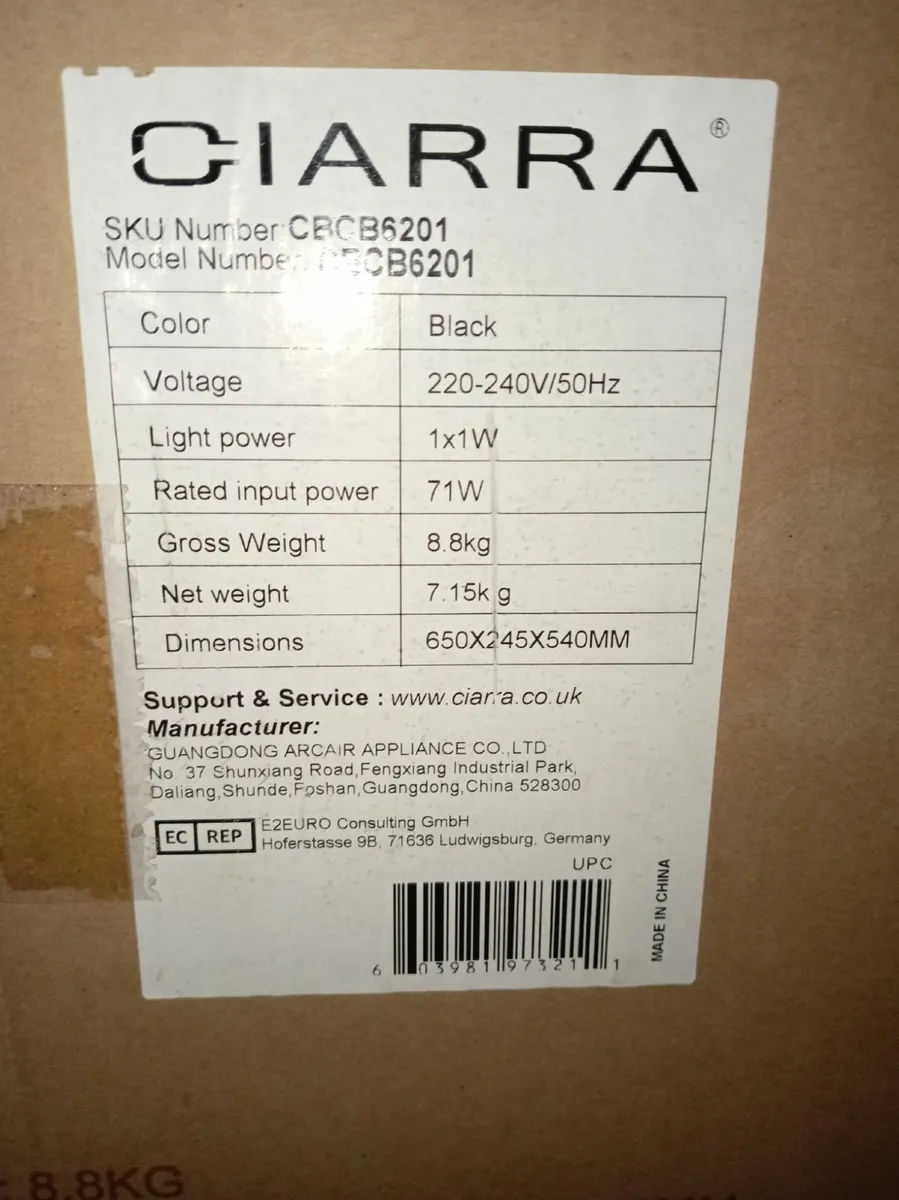 CIARRA®
SKU Number:CBCB6201
Model Number: CBCB6201
Color Black
Voltage 220-240V/50Hz
Light power 1x1W
Rated input power 71W
Gross Weight 8.8kg
Net weight 7.15kg
Dimensions 650X245X540MM
Support & Service : www.ciarra.co.uk
Manufacturer:
GUANGDONG ARCAIR APPLIANCE CO.,LTD
No. 37 Shunxiang Road,Fengxiang Industrial Park,
Daliang,Shunde,Foshan,Guangdong,China 528300
EC REP
E2EURO Consulting GmbH
Hoferstasse 9B, 71636 Ludwigsburg, Germany
UPC
6 03981 97321 1
MADE IN CHINA
: 8.8KG